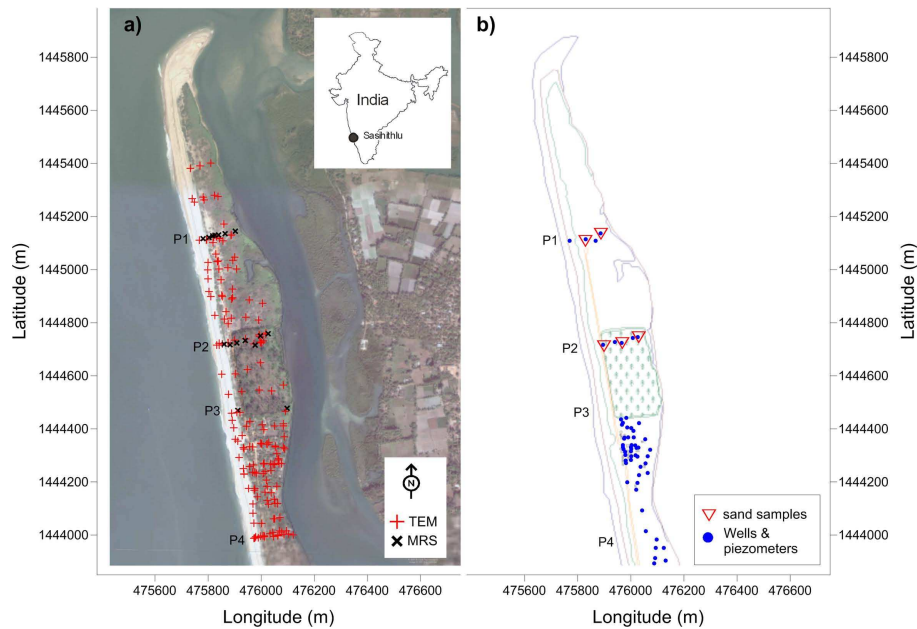 a)
b)
1445800
1445600
1445400
1445200
1445000
1444800
1444600
1444400
1444200
1444000
Latitude (m)
India
Sasihithlu
P1
P2
P3
P4
N
TEM
MRS
475600 475800 476000 476200 476400 476600
Longitude (m)
P1
P2
P3
P4
sand samples
Wells &
piezometers
Latitude (m)
1445800
1445600
1445400
1445200
1445000
1444800
1444600
1444400
1444200
1444000
475600 475800 476000 476200 476400 476600
Longitude (m)